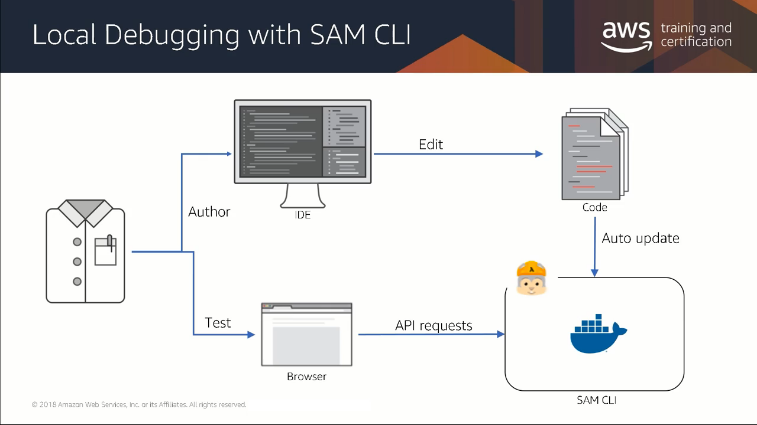 Local Debugging with SAM CLI
aws training and
certification
Edit
Author
IDE
Code
Auto update
A
Test
API requests
Browser
SAM CLI
© 2018 Amazon Web Services, Inc. or its Affiliates. All rights reserved.